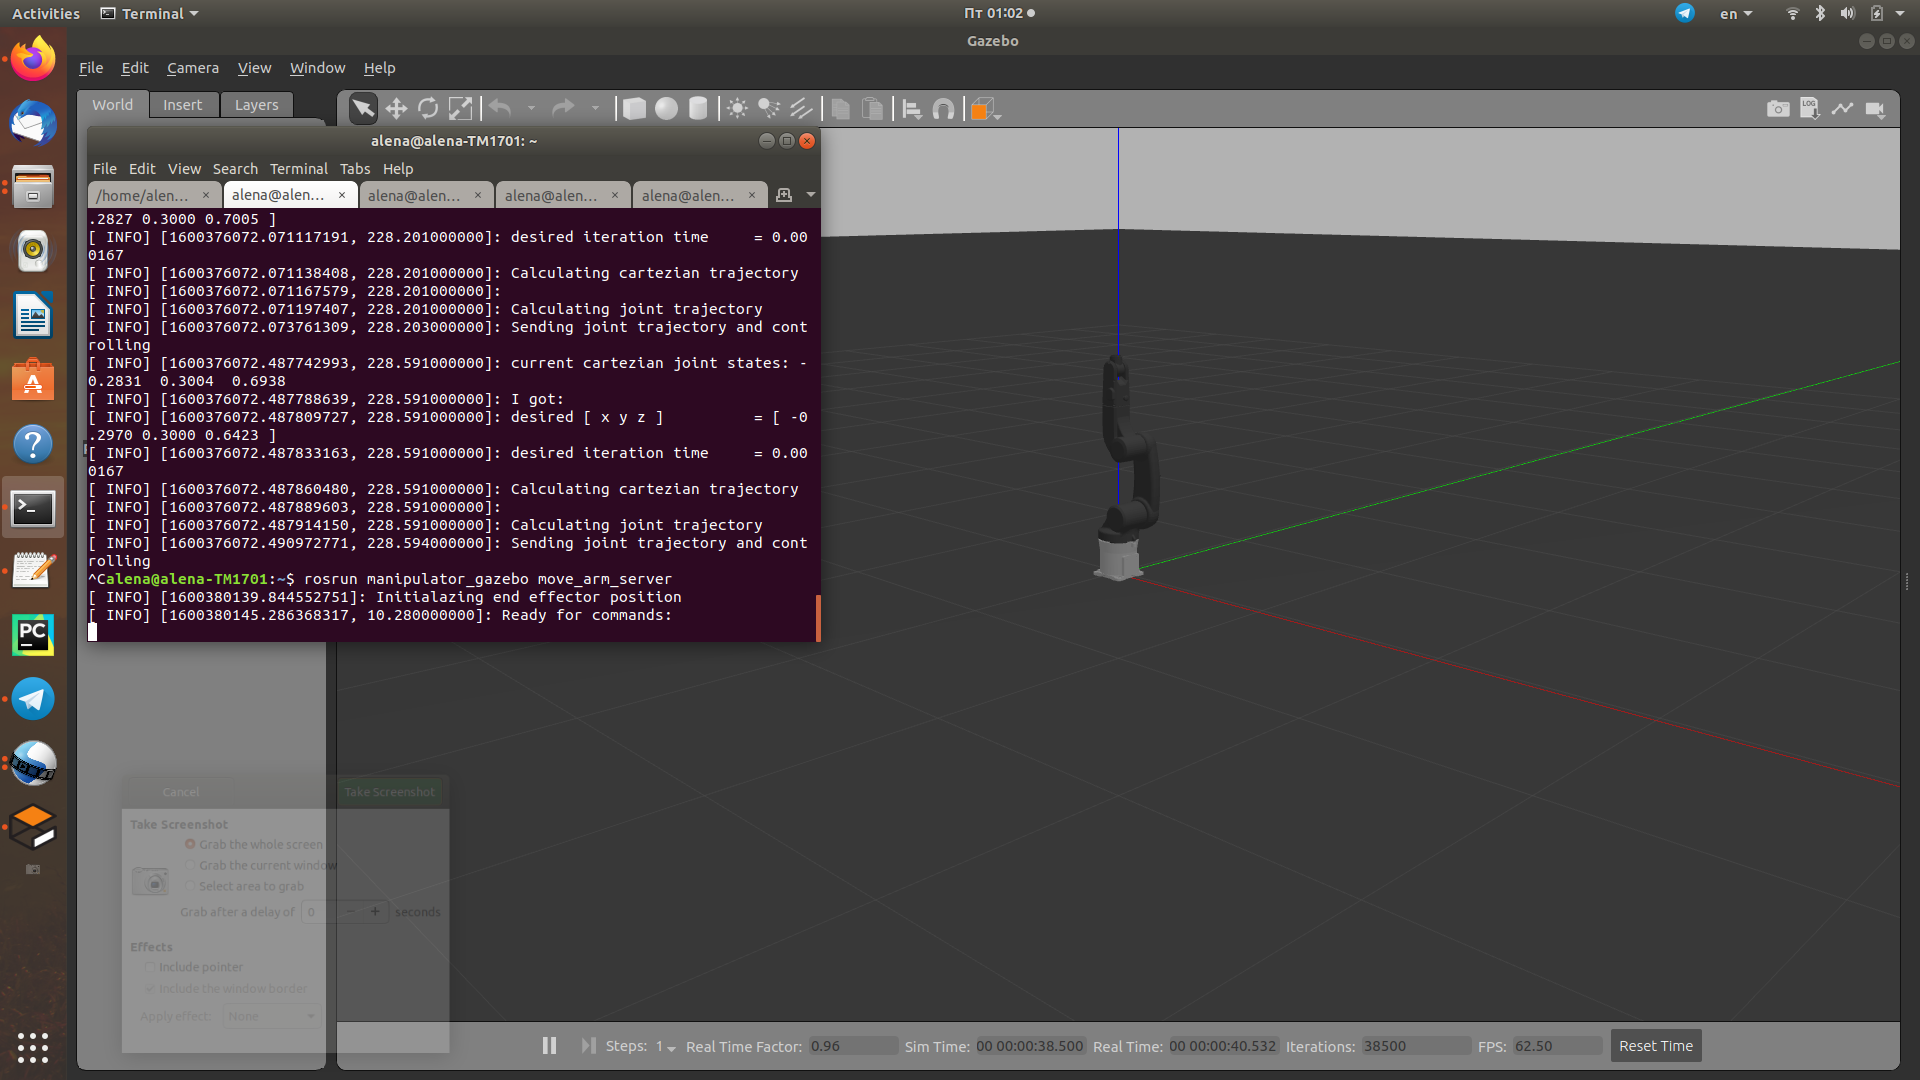 Activities
Terminal
Пт 01:02
en
Gazebo
File Edit Camera View Window Help
World Insert Layers
LOG
alena@alena-TM1701: ~
File Edit View Search Terminal Tabs Help
/home/alen... × alena@alen... × alena@alen... × alena@alen... × alena@alen... ×
.2827 0.3000 0.7005 ]
[ INFO] [1600376072.071117191, 228.201000000]: desired iteration time     = 0.00
0167
[ INFO] [1600376072.071138408, 228.201000000]: Calculating cartezian trajectory
[ INFO] [1600376072.071167579, 228.201000000]:
[ INFO] [1600376072.071197407, 228.201000000]: Calculating joint trajectory
[ INFO] [1600376072.073761309, 228.203000000]: Sending joint trajectory and cont
rolling
[ INFO] [1600376072.487742993, 228.591000000]: current cartezian joint states: -
0.2831  0.3004  0.6938
[ INFO] [1600376072.487788639, 228.591000000]: I got:
[ INFO] [1600376072.487809727, 228.591000000]: desired [ x y z ]          = [ -0
.2970 0.3000 0.6423 ]
[ INFO] [1600376072.487833163, 228.591000000]: desired iteration time     = 0.00
0167
[ INFO] [1600376072.487860480, 228.591000000]: Calculating cartezian trajectory
[ INFO] [1600376072.487889603, 228.591000000]:
[ INFO] [1600376072.487914150, 228.591000000]: Calculating joint trajectory
[ INFO] [1600376072.490972771, 228.594000000]: Sending joint trajectory and cont
rolling
^Calena@alena-TM1701:~$ rosrun manipulator_gazebo move_arm_server
[ INFO] [1600380139.844552751]: Initialazing end effector position
[ INFO] [1600380145.286368317, 10.280000000]: Ready for commands:
PC
Cancel Take Screenshot
Take Screenshot
Grab the whole screen
Grab the current window
Select area to grab
Grab after a delay of 0 − + seconds
Effects
Include pointer
Include the window border
Apply effect: None
Steps: 1 Real Time Factor: 0.96 Sim Time: 00 00:00:38.500 Real Time: 00 00:00:40.532 Iterations: 38500 FPS: 62.50 Reset Time